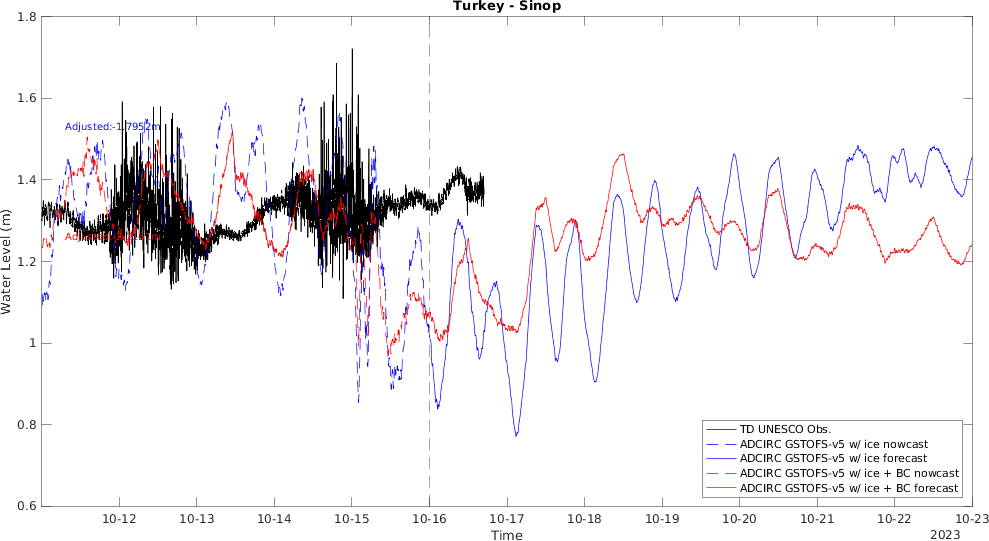 Turkey - Sinop
Water Level (m)
1.8
1.6
1.4
1.2
1
0.8
0.6
Adjusted:-1.7952m
TD UNESCO Obs.
ADCIRC GSTOFS-v5 w/ ice nowcast
ADCIRC GSTOFS-v5 w/ ice forecast
ADCIRC GSTOFS-v5 w/ ice + BC nowcast
ADCIRC GSTOFS-v5 w/ ice + BC forecast
10-12 10-13 10-14 10-15 10-16 10-17 10-18 10-19 10-20 10-21 10-22 10-23
Time
2023